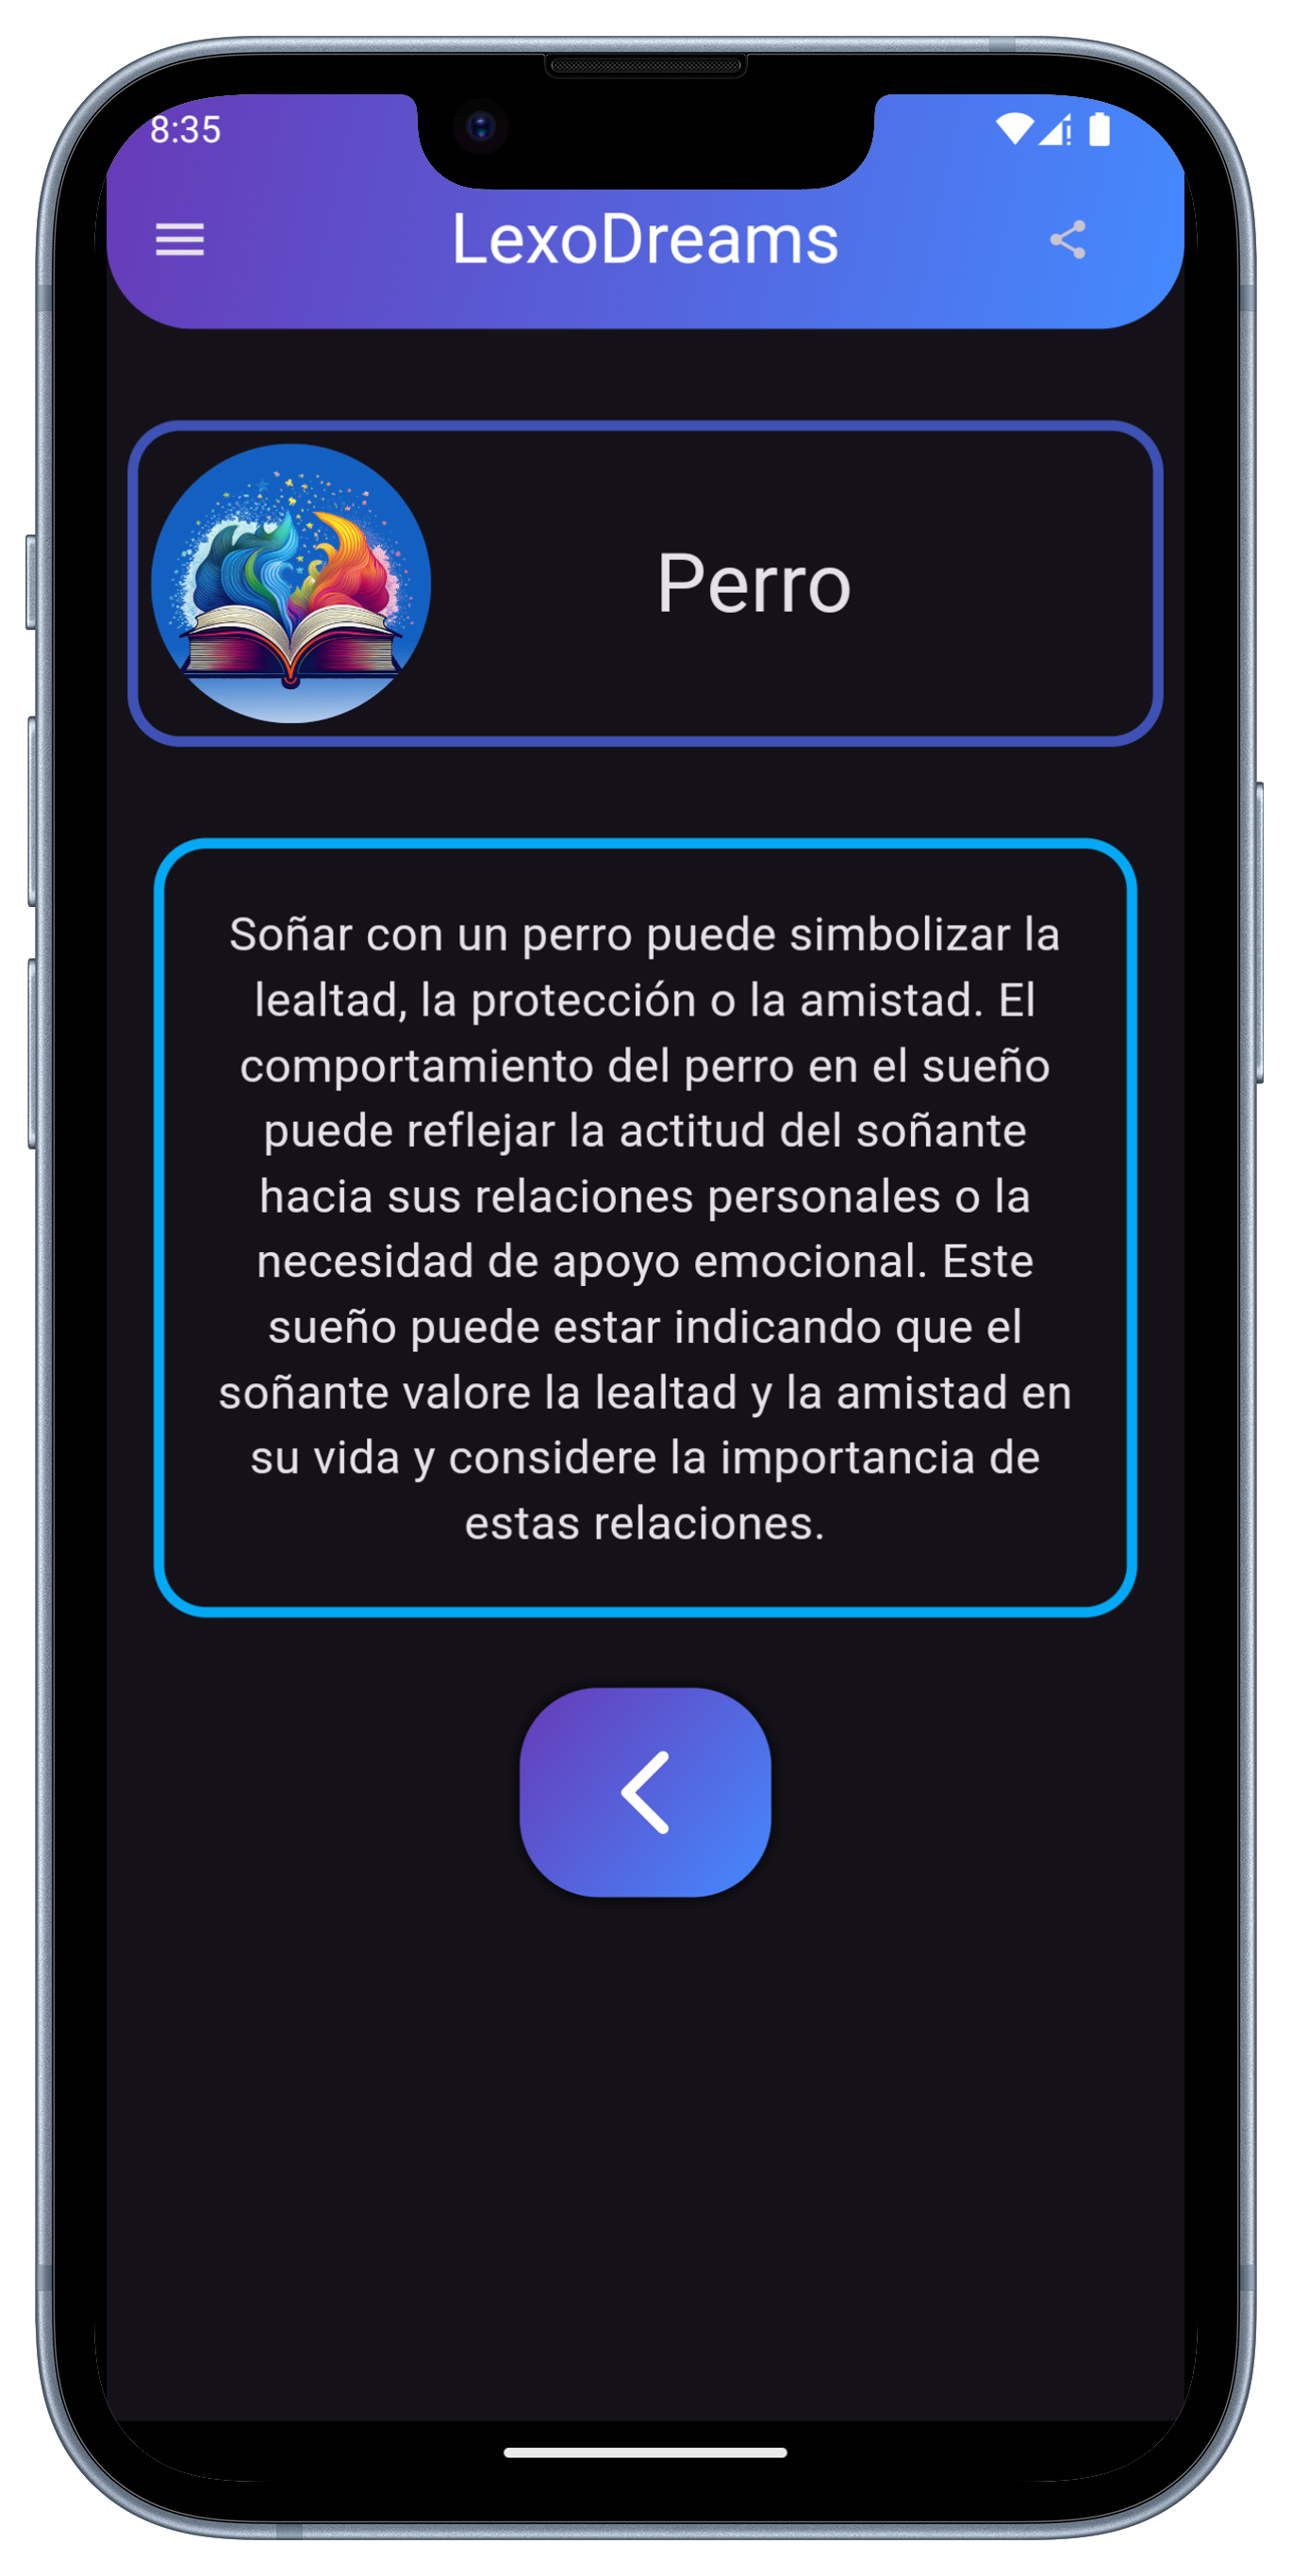 8:35
LexoDreams
Perro
Soñar con un perro puede simbolizar la
lealtad, la protección o la amistad. El
comportamiento del perro en el sueño
puede reflejar la actitud del soñante
hacia sus relaciones personales o la
necesidad de apoyo emocional. Este
sueño puede estar indicando que el
soñante valore la lealtad y la amistad en
su vida y considere la importancia de
estas relaciones.